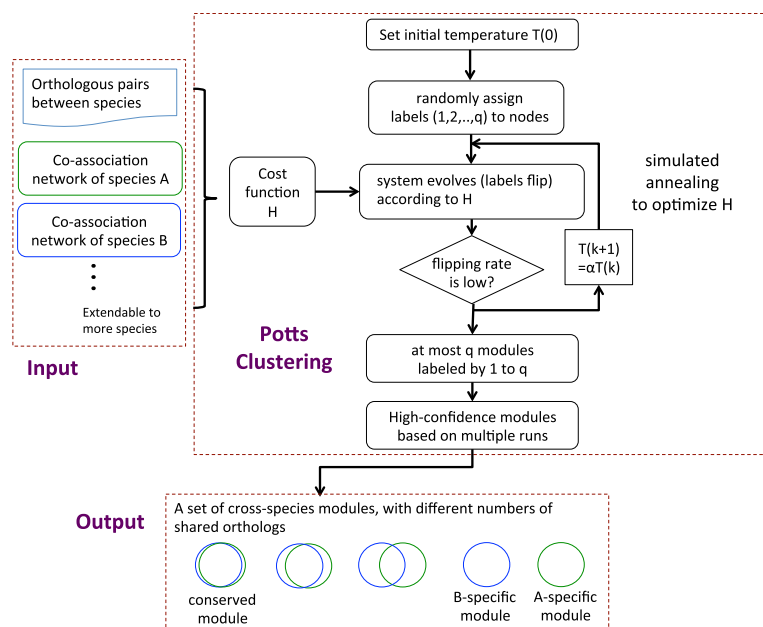 Set initial temperature T(0)
Orthologous pairs
between species
randomly assign
labels (1,2,..,q) to nodes
Co-association
network of species A
Cost
function
H
system evolves (labels flip)
according to H
simulated
annealing
to optimize H
Co-association
network of species B
T(k+1)
=αT(k)
flipping rate
is low?
Extendable to
more species
Input
Potts
Clustering
at most q modules
labeled by 1 to q
High-confidence modules
based on multiple runs
Output
A set of cross-species modules, with different numbers of
shared orthologs
conserved
module
B-specific
module
A-specific
module